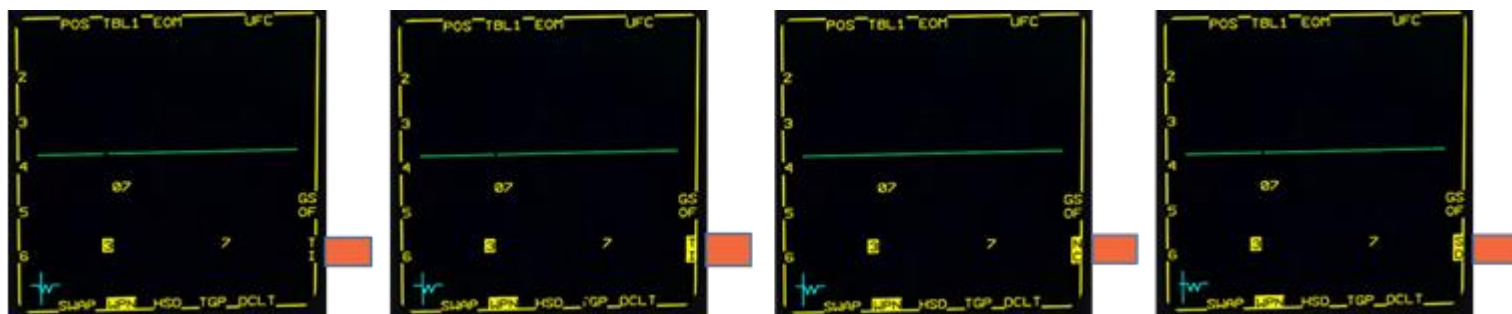 POS TBL1 EOM UFC
2
3
4
07
GS
5 OF
3 7 T
6 I
SWAP WPN HSD TGP DCLT
POS TBL1 EOM UFC
2
3
4
07
GS
5 OF
3 7 T
6 I
SWAP WPN HSD TGP DCLT
POS TBL1 EOM UFC
2
3
4
07
GS
5 OF
3 7 N
6 C
SWAP WPN HSD TGP DCLT
POS TBL1 EOM UFC
2
3
4
07
GS
5 OF
3 7 S
6 O
SWAP WPN HSD TGP DCLT